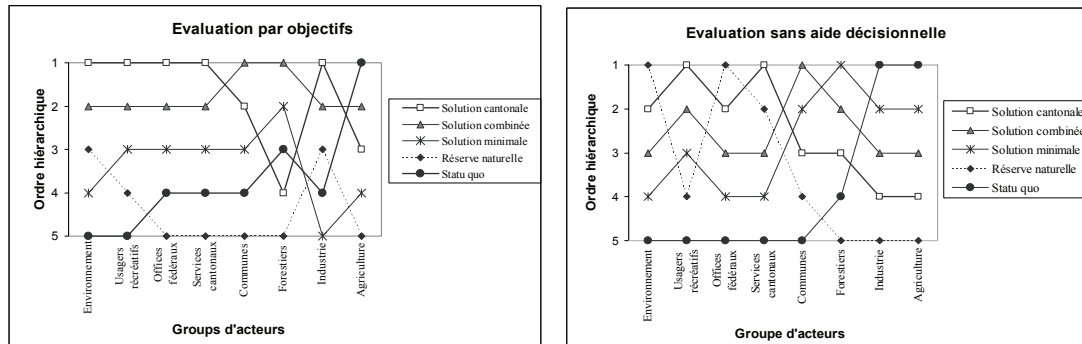 Evaluation par objectifs
Ordre hiérarchique
1
2
3
4
5
Environnement
Usagers
récréatifs
Offices
fédéraux
Services
cantonaux
Communes
Forestiers
Industrie
Agriculture
Groups d'acteurs
Solution cantonale
Solution combinée
Solution minimale
Réserve naturelle
Statu quo
Evaluation sans aide décisionnelle
Ordre hiérarchique
1
2
3
4
5
Environnement
Usagers
récréatifs
Offices
fédéraux
Services
cantonaux
Communes
Forestiers
Industrie
Agriculture
Groupe d'acteurs
Solution cantonale
Solution combinée
Solution minimale
Réserve naturelle
Statu quo